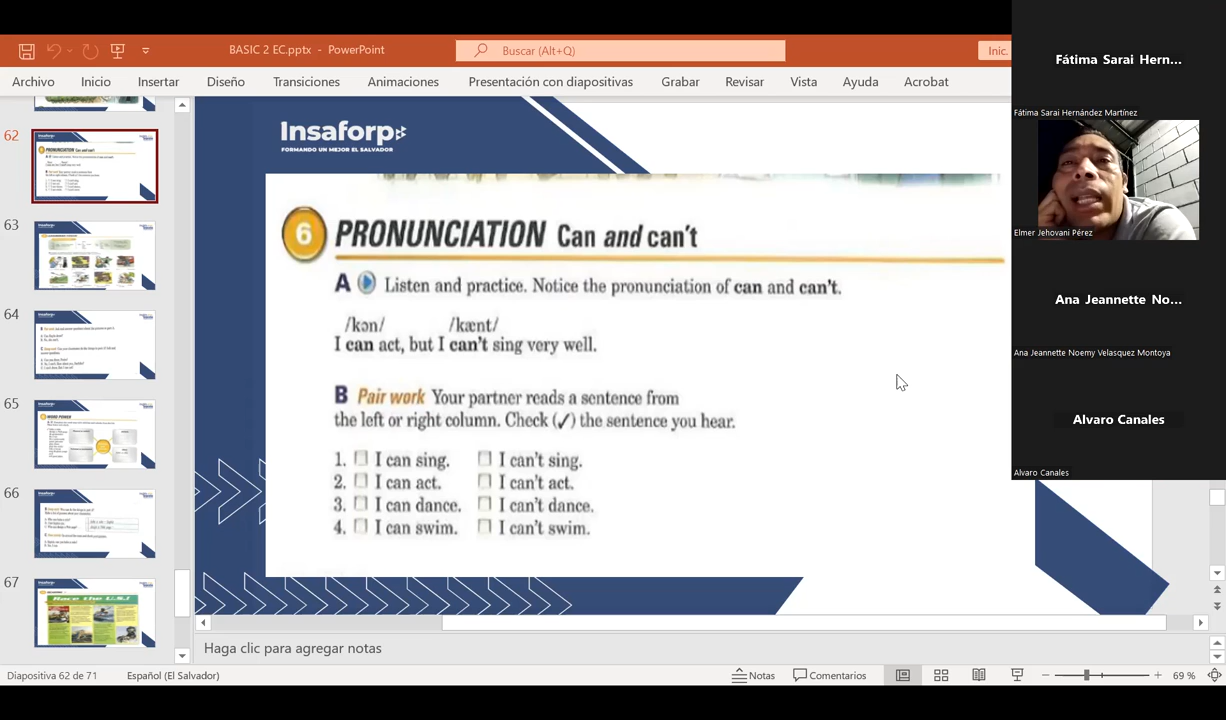 BASIC 2 EC.pptx - PowerPoint
Buscar (Alt+Q)
Inic.
Archivo Inicio Insertar Diseño Transiciones Animaciones Presentación con diapositivas Grabar Revisar Vista Ayuda Acrobat
62
63
64
65
66
67
Insaforp
FORMANDO UN MEJOR EL SALVADOR
6 PRONUNCIATION Can and can't
A Listen and practice. Notice the pronunciation of can and can't.
/kən/ /kænt/
I can act, but I can't sing very well.
B Pair work Your partner reads a sentence from
the left or right column. Check (✓) the sentence you hear.
1. I can sing. I can't sing.
2. I can act. I can't act.
3. I can dance. I can't dance.
4. I can swim. I can't swim.
Fátima Sarai Hern...
Fátima Sarai Hernández Martínez
Elmer Jehovani Pérez
Ana Jeannette No...
Ana Jeannette Noemy Velasquez Montoya
Alvaro Canales
Alvaro Canales
Haga clic para agregar notas
Diapositiva 62 de 71 Español (El Salvador) Notas Comentarios 69 %